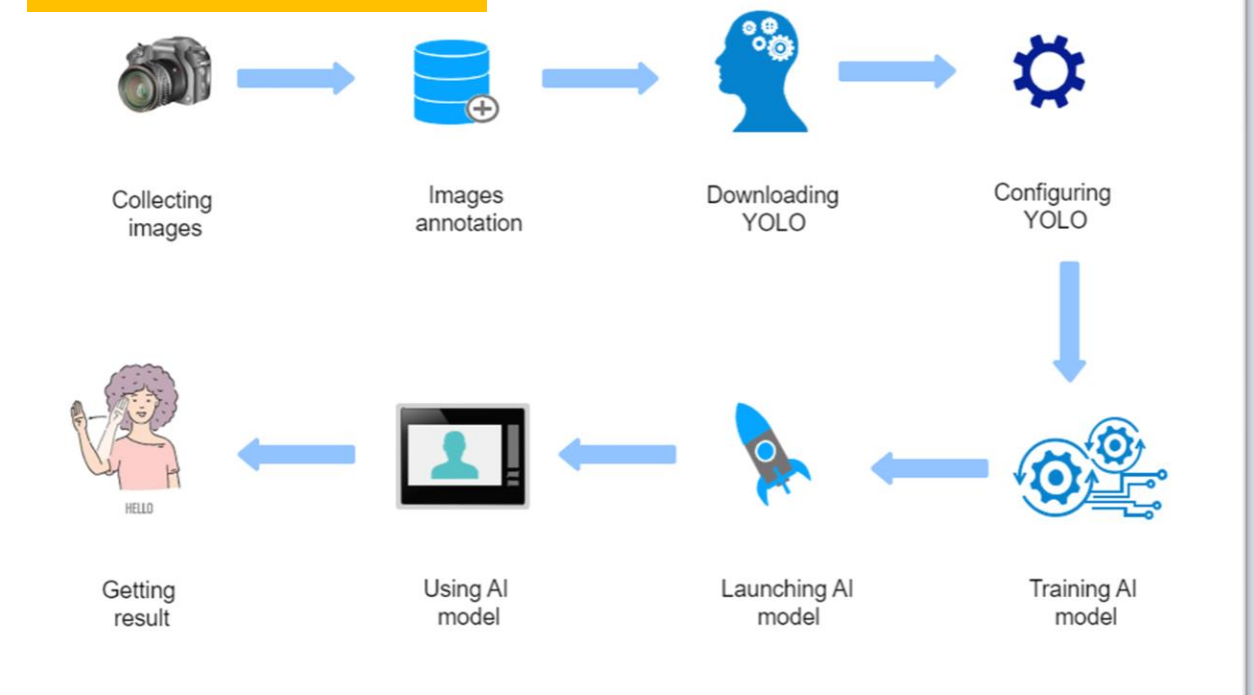 Collecting
images
Images
annotation
Downloading
YOLO
Configuring
YOLO
HELLO
Getting
result
Using AI
model
Launching AI
model
Training AI
model